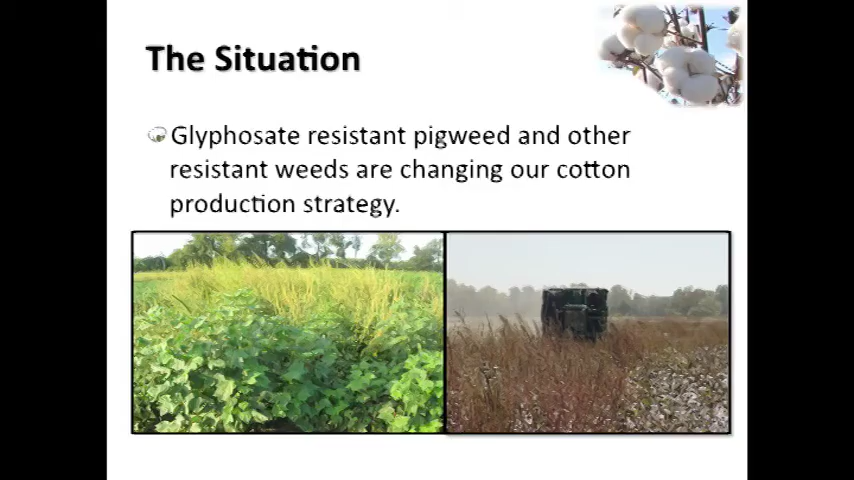 The Situation
Glyphosate resistant pigweed and other
resistant weeds are changing our cotton
production strategy.